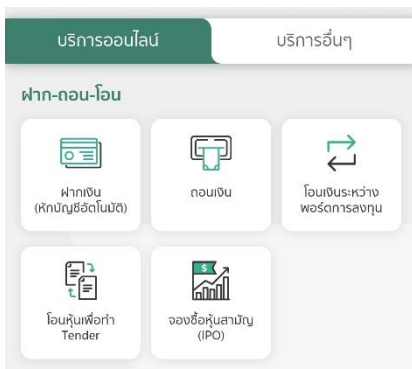 บริการออนไลน์
บริการอื่นๆ
ฝาก-ถอน-โอน
ฝากเงิน
(หักบัญชีอัตโนมัติ)
ถอนเงิน
โอนเงินระหว่าง
พอร์ตการลงทุน
โอนหุ้นเพื่อทำ
Tender
จองซื้อหุ้นสามัญ
(IPO)